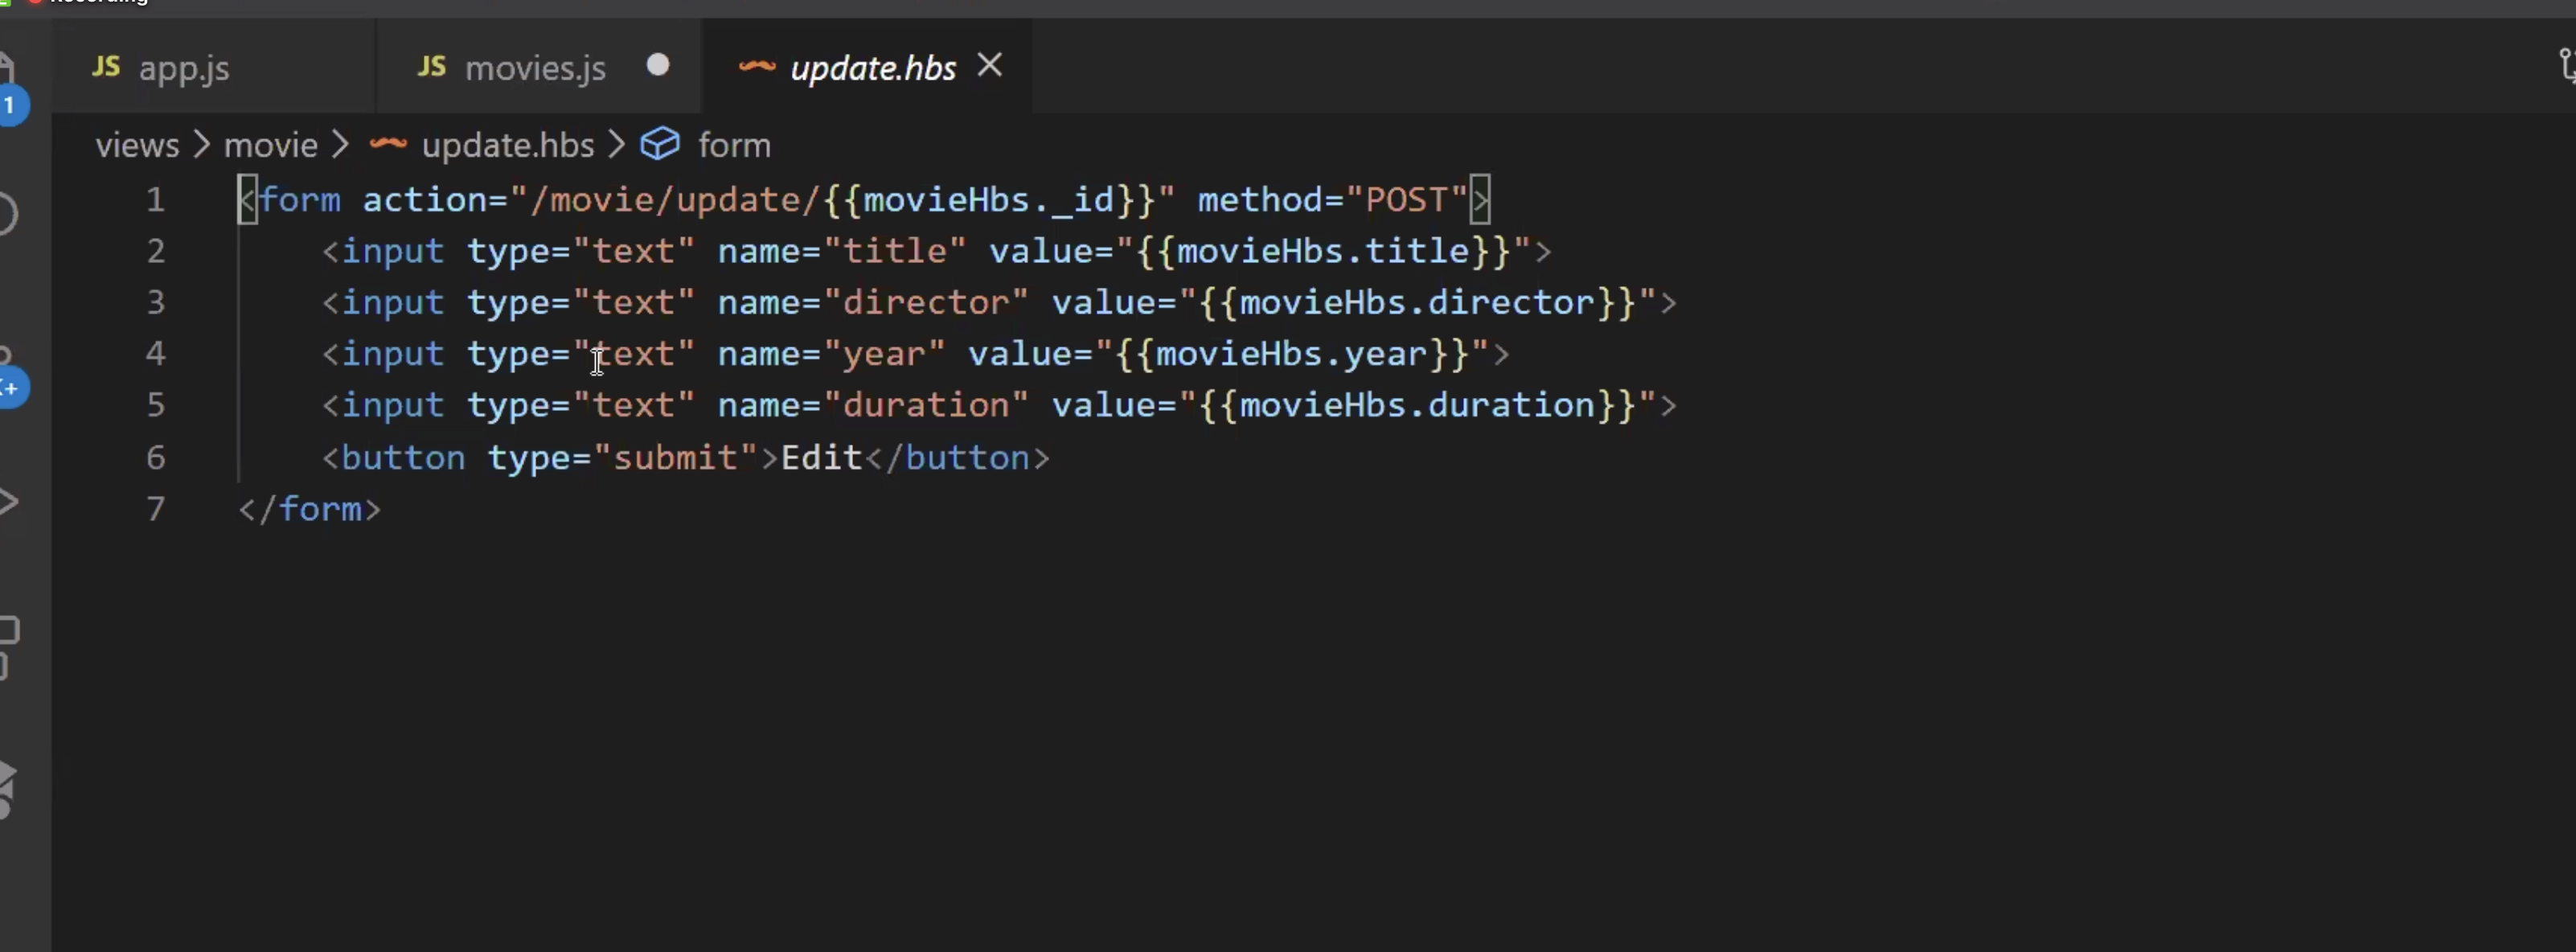 JS app.js JS movies.js update.hbs
views > movie > update.hbs > form
1 <form action="/movie/update/{{movieHbs._id}}" method="POST">
2 <input type="text" name="title" value="{{movieHbs.title}}">
3 <input type="text" name="director" value="{{movieHbs.director}}">
4 <input type="text" name="year" value="{{movieHbs.year}}">
5 <input type="text" name="duration" value="{{movieHbs.duration}}">
6 <button type="submit">Edit</button>
7 </form>
1
K+